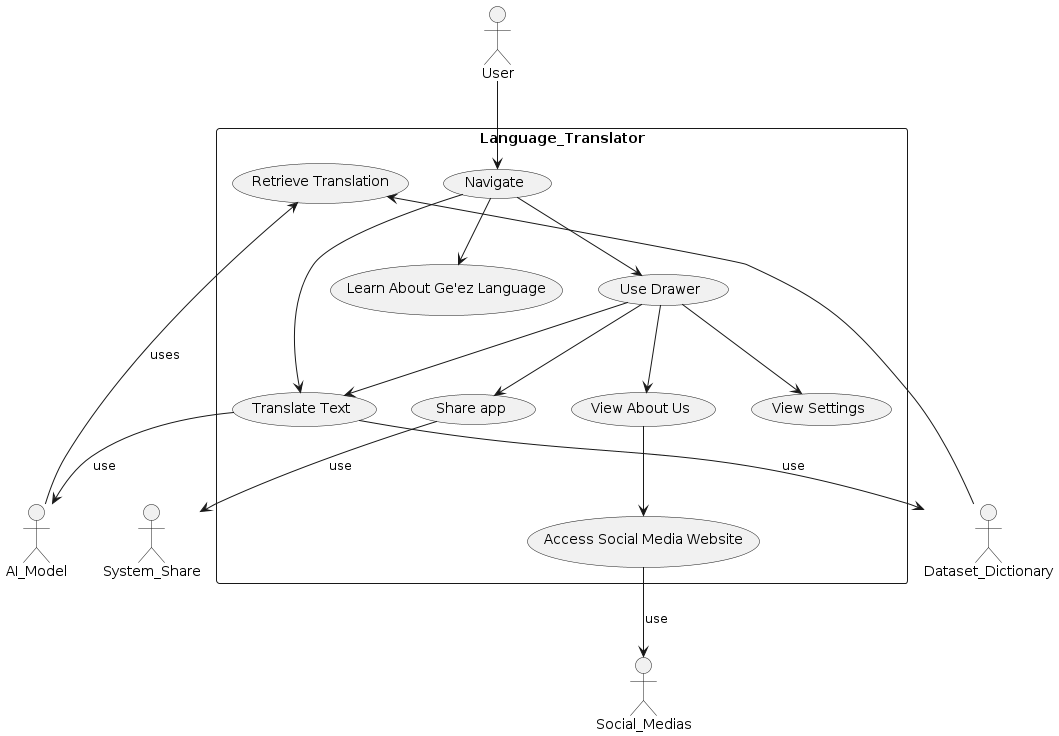 User
Language_Translator
Retrieve Translation
Navigate
Learn About Ge'ez Language
Use Drawer
uses
Translate Text
Share app
View About Us
View Settings
use
use
use
AI_Model
System_Share
Access Social Media Website
Dataset_Dictionary
use
Social_Medias